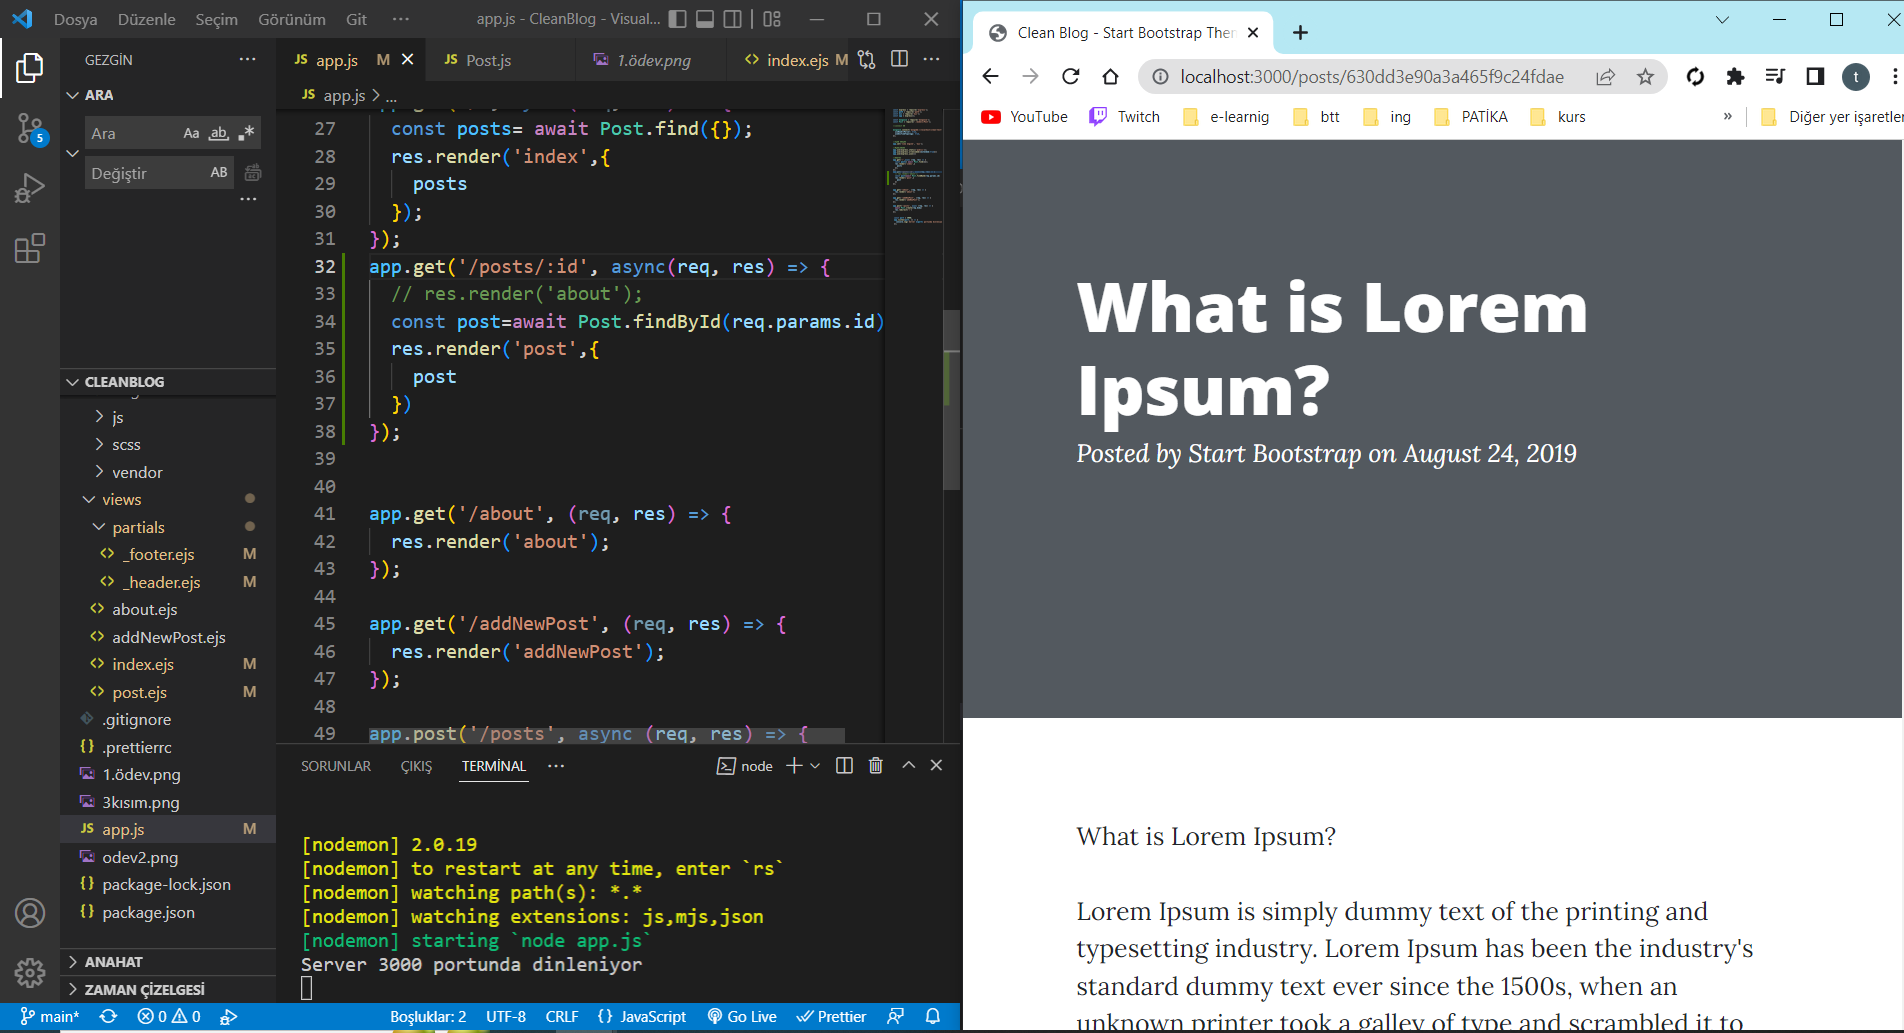 Dosya Düzenle Seçim Görünüm Git ··· app.js - CleanBlog - Visual...
GEZGİN ···
ARA
Ara Aa ab .*
Değiştir AB
···
CLEANBLOG
js
scss
vendor
views
partials
_footer.ejs M
_header.ejs M
about.ejs
addNewPost.ejs
index.ejs M
post.ejs M
.gitignore
{} .prettierrc
1.ödev.png
3kısım.png
JS app.js M
odev2.png
{} package-lock.json
{} package.json
ANAHAT
ZAMAN ÇİZELGESİ
5
JS app.js M JS Post.js 1.ödev.png <> index.ejs M ···
JS app.js > ...
27 const posts= await Post.find({});
28 res.render('index',{
29 posts
30 });
31 });
32 app.get('/posts/:id', async(req, res) => {
33 // res.render('about');
34 const post=await Post.findById(req.params.id)
35 res.render('post',{
36 post
37 })
38 });
39
40
41 app.get('/about', (req, res) => {
42 res.render('about');
43 });
44
45 app.get('/addNewPost', (req, res) => {
46 res.render('addNewPost');
47 });
48
49 app.post('/posts', async (req, res) => {
SORUNLAR ÇIKIŞ TERMİNAL ··· node
[nodemon] 2.0.19
[nodemon] to restart at any time, enter `rs`
[nodemon] watching path(s): *.*
[nodemon] watching extensions: js,mjs,json
[nodemon] starting `node app.js`
Server 3000 portunda dinleniyor
main* 0 0 Boşluklar: 2 UTF-8 CRLF {} JavaScript Go Live Prettier
Clean Blog - Start Bootstrap Ther
localhost:3000/posts/630dd3e90a3a465f9c24fdae t
YouTube Twitch e-learnig btt ing PATİKA kurs » Diğer yer işaretler
What is Lorem
Ipsum?
Posted by Start Bootstrap on August 24, 2019
What is Lorem Ipsum?
Lorem Ipsum is simply dummy text of the printing and
typesetting industry. Lorem Ipsum has been the industry's
standard dummy text ever since the 1500s, when an
unknown printer took a galley of type and scrambled it to